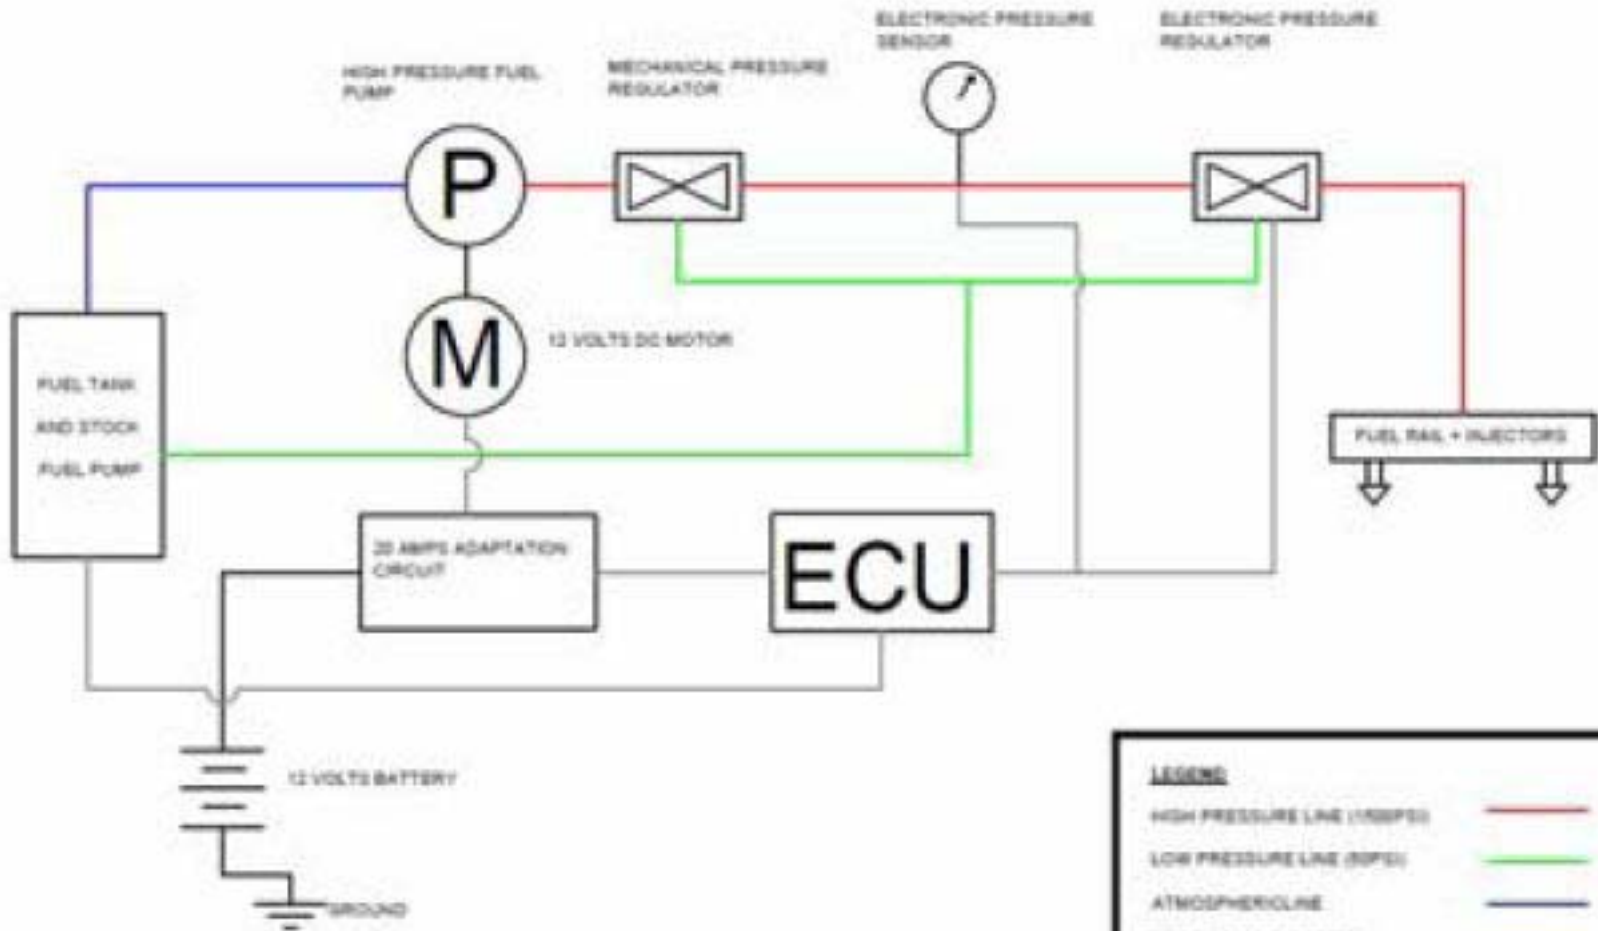 ELECTRONIC PRESSURE
SENSOR
ELECTRONIC PRESSURE
REGULATOR
HIGH PRESSURE FUEL
PUMP
MECHANICAL PRESSURE
REGULATOR
P
M
12 VOLTS DC MOTOR
FUEL TANK
AND STOCK
FUEL PUMP
FUEL RAIL + INJECTORS
20 AMPS ADAPTATION
CIRCUIT
ECU
12 VOLTS BATTERY
GROUND
LEGEND
HIGH PRESSURE LINE (1500PSI)
LOW PRESSURE LINE (50PSI)
ATMOSPHERICLINE